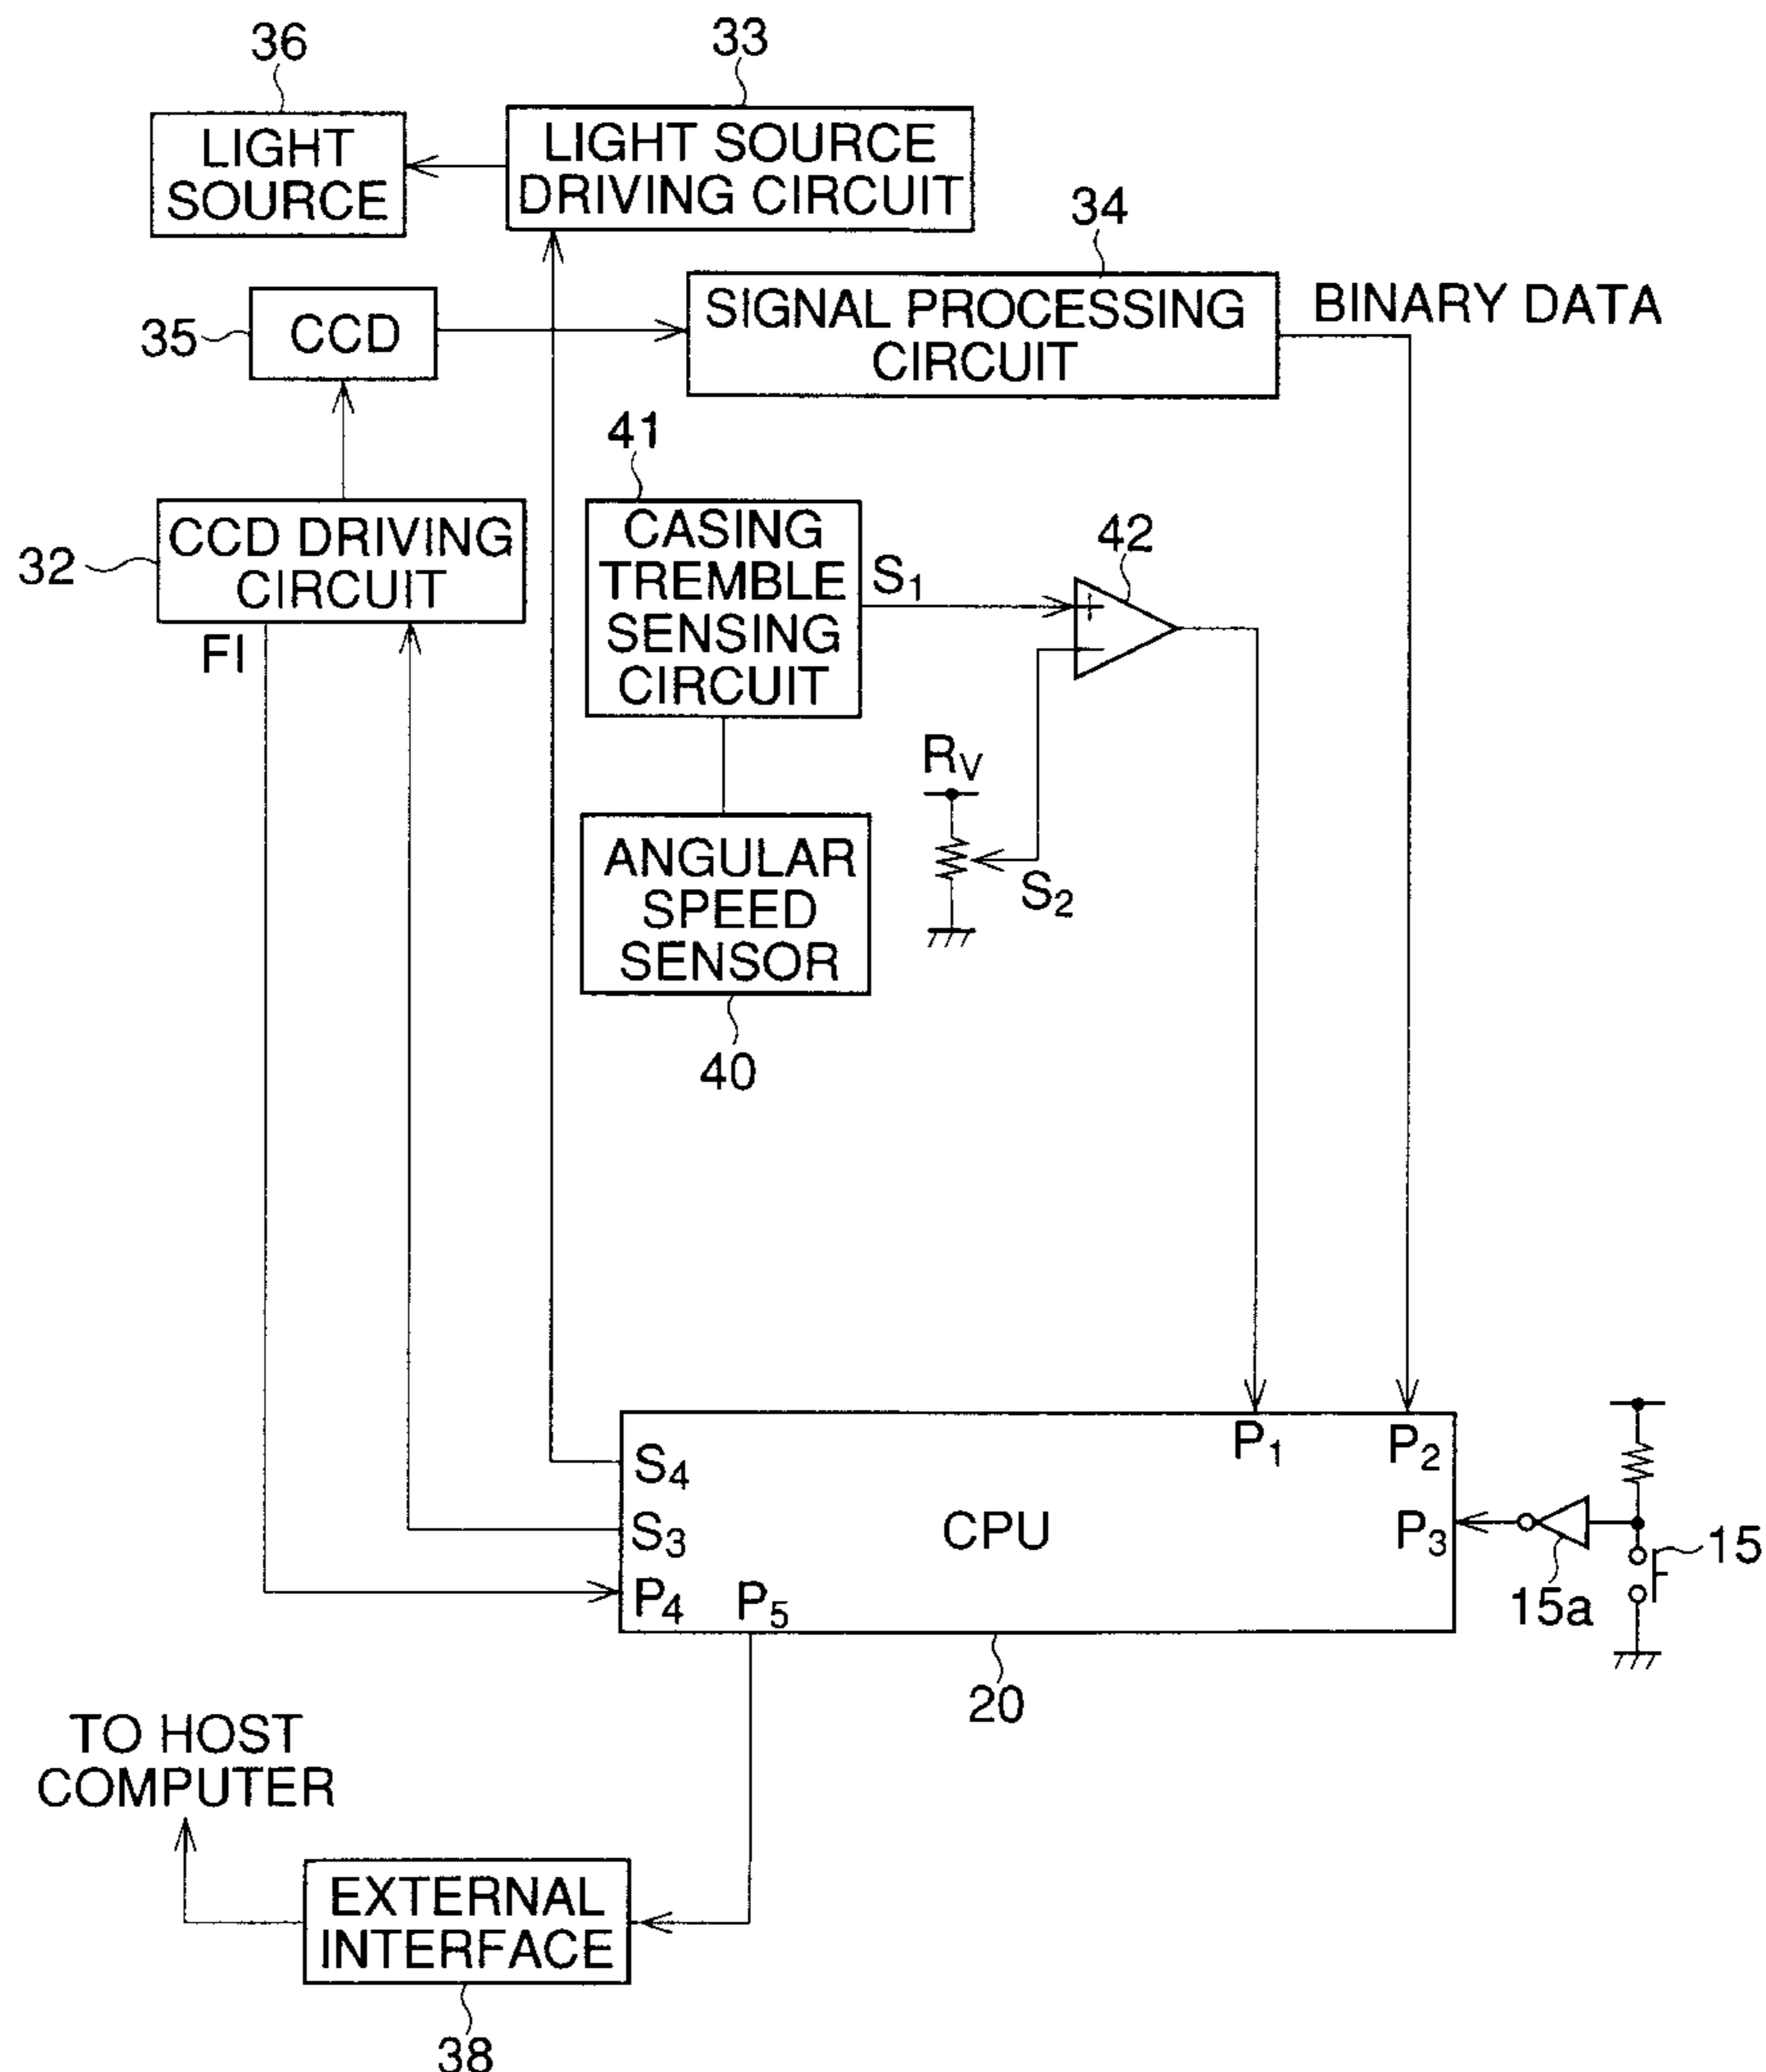 36
33
LIGHT
SOURCE
LIGHT SOURCE
DRIVING CIRCUIT
34
35
CCD
SIGNAL PROCESSING
CIRCUIT
BINARY DATA
41
32
CCD DRIVING
CIRCUIT
FI
CASING
TREMBLE
SENSING
CIRCUIT
S1
42
+
−
RV
S2
ANGULAR
SPEED
SENSOR
40
P1
P2
S4
S3
CPU
P3
P4
P5
15
15a
20
TO HOST
COMPUTER
EXTERNAL
INTERFACE
38